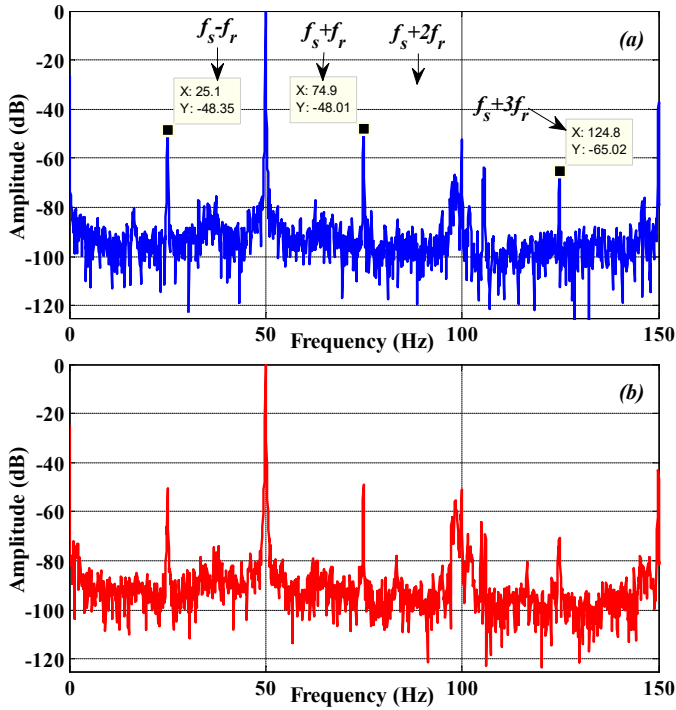 0
-20
-40
-60
-80
-100
-120
Amplitude (dB)
fs-fr
fs+fr
fs+2fr
(a)
X: 25.1
Y: -48.35
X: 74.9
Y: -48.01
fs+3fr
X: 124.8
Y: -65.02
0
50
100
150
Frequency (Hz)
0
-20
-40
-60
-80
-100
-120
Amplitude (dB)
(b)
0
50
100
150
Frequency (Hz)